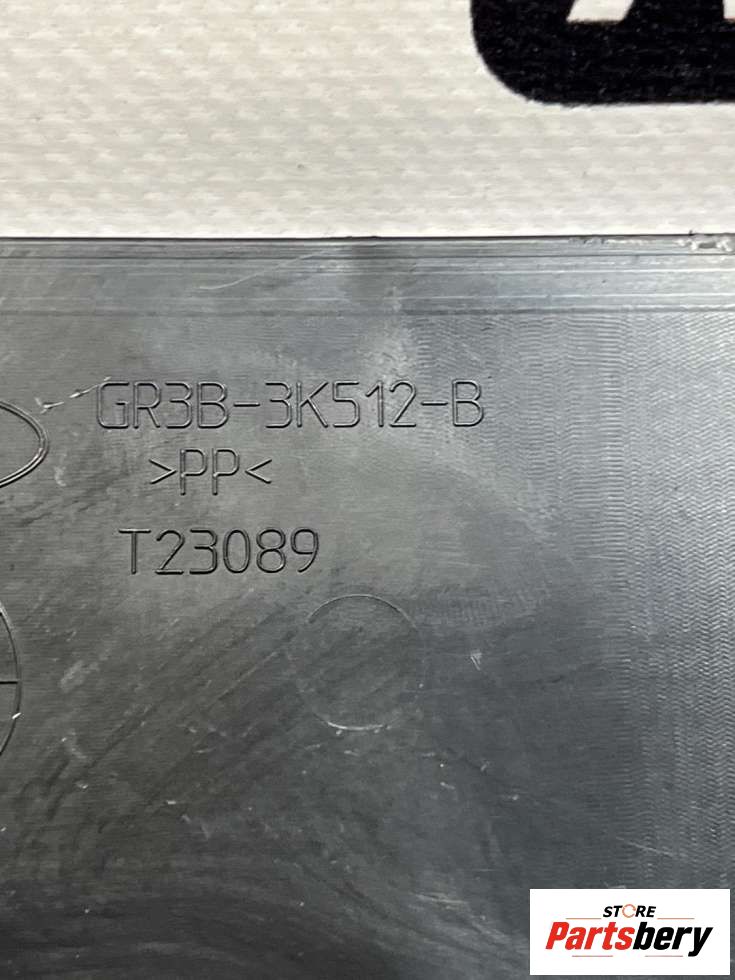 GR3B-3K512-B
>PP<
T23089
STORE
Partsbery